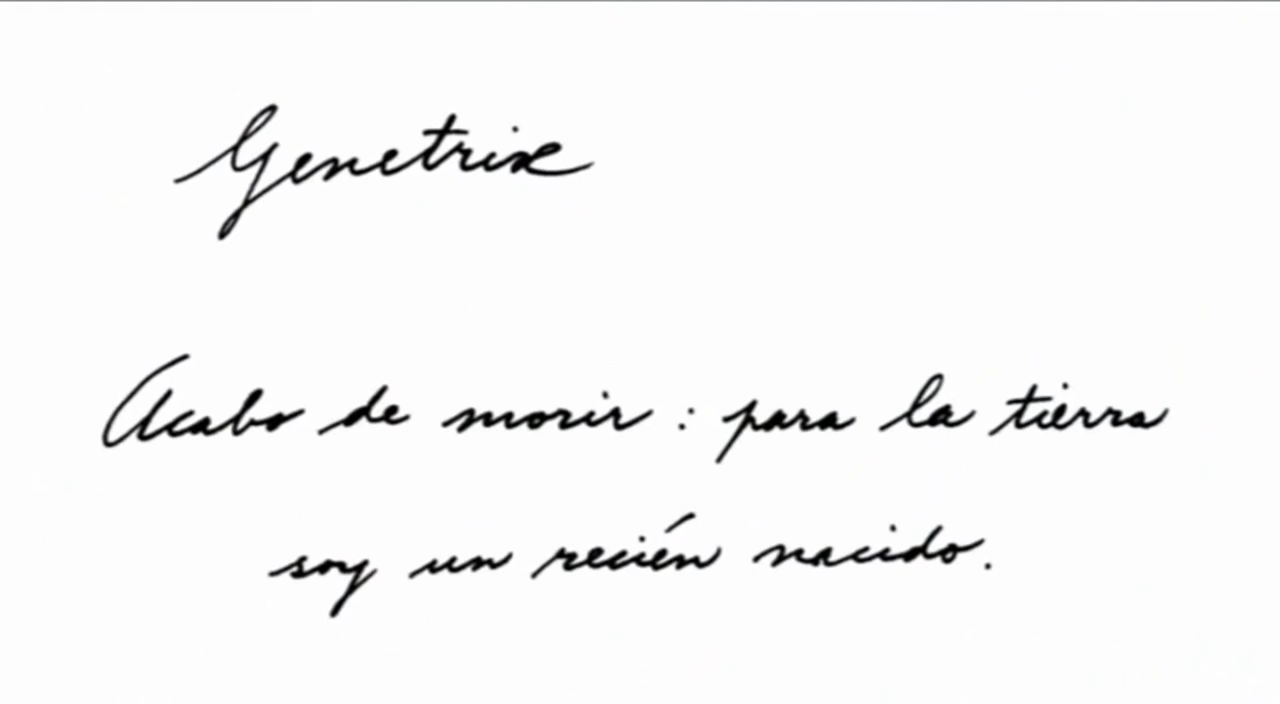 Genetrix
Acabo de morir : para la tierra
soy un recién nacido.